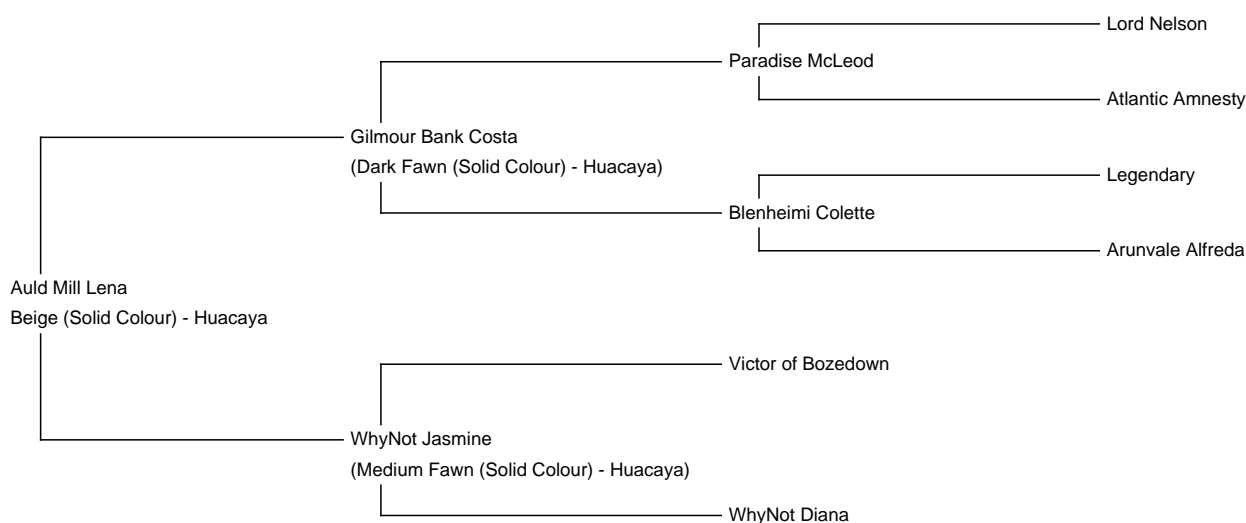 Lord Nelson
Paradise McLeod
Atlantic Amnesty
Gilmour Bank Costa
(Dark Fawn (Solid Colour) - Huacaya)
Legendary
Blenheimi Colette
Arunvale Alfreda
Auld Mill Lena
Beige (Solid Colour) - Huacaya
Victor of Bozedown
WhyNot Jasmine
(Medium Fawn (Solid Colour) - Huacaya)
WhyNot Diana